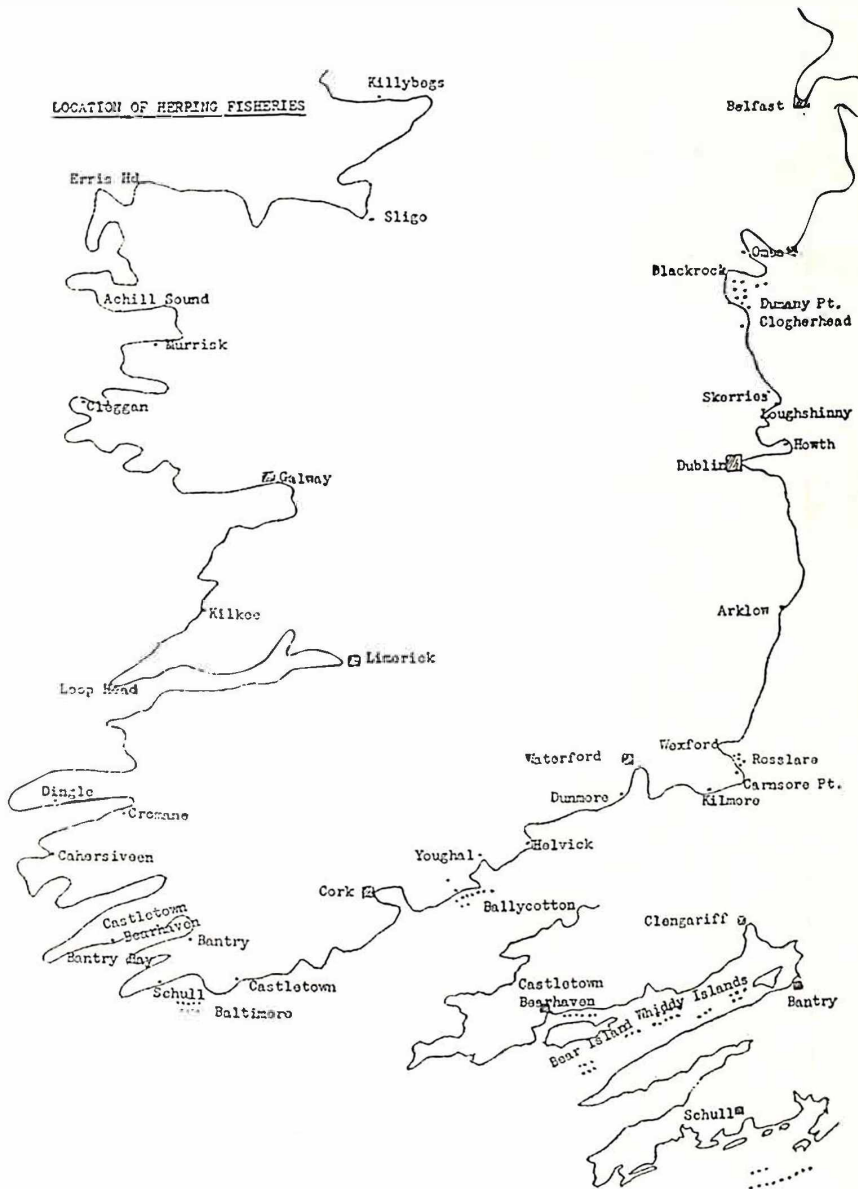 Killybegs
LOCATION OF HERRING FISHERIES
Belfast
Erris Hd
Sligo
Omea
Blackrock
Achill Sound
Dunany Pt.
Clogherhead
Murrisk
Skerries
Cleggan
Loughshinny
Howth
Dublin
Galway
Kilkee
Arklow
Limerick
Loop Head
Wexford
Waterford
Rosslare
Carnsore Pt.
Dingle
Dunmore
Kilmore
Cromane
Helvick
Cahersiveen
Youghal
Cork
Ballycotton
Castletown
Bearhaven
Clengariff
Bantry
Bantry Bay
Castletown
Schull
Baltimore
Castletown
Bearhaven
Bear Island
Whiddy Islands
Bantry
Schull